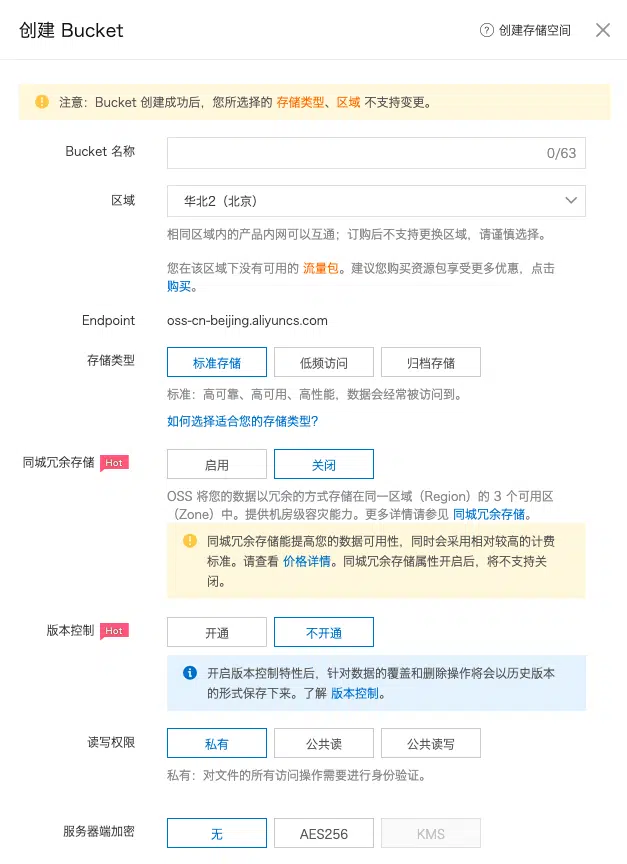 创建 Bucket
创建存储空间
注意：Bucket 创建成功后，您所选择的 存储类型、区域 不支持变更。
Bucket 名称
0/63
区域
华北2（北京）
相同区域内的产品内网可以互通；订购后不支持更换区域，请谨慎选择。
您在该区域下没有可用的 流量包。建议您购买资源包享受更多优惠，点击
购买。
Endpoint
oss-cn-beijing.aliyuncs.com
存储类型
标准存储
低频访问
归档存储
标准：高可靠、高可用、高性能，数据会经常被访问到。
如何选择适合您的存储类型?
同城冗余存储 Hot
启用
关闭
OSS 将您的数据以冗余的方式存储在同一区域（Region）的 3 个可用区
（Zone）中。提供机房级容灾能力。更多详情请参见 同城冗余存储。
同城冗余存储能提高您的数据可用性，同时会采用相对较高的计费
标准。请查看 价格详情。同城冗余存储属性开启后，将不支持关
闭。
版本控制 Hot
开通
不开通
开启版本控制特性后，针对数据的覆盖和删除操作将会以历史版本
的形式保存下来。了解 版本控制。
读写权限
私有
公共读
公共读写
私有：对文件的所有访问操作需要进行身份验证。
服务器端加密
无
AES256
KMS